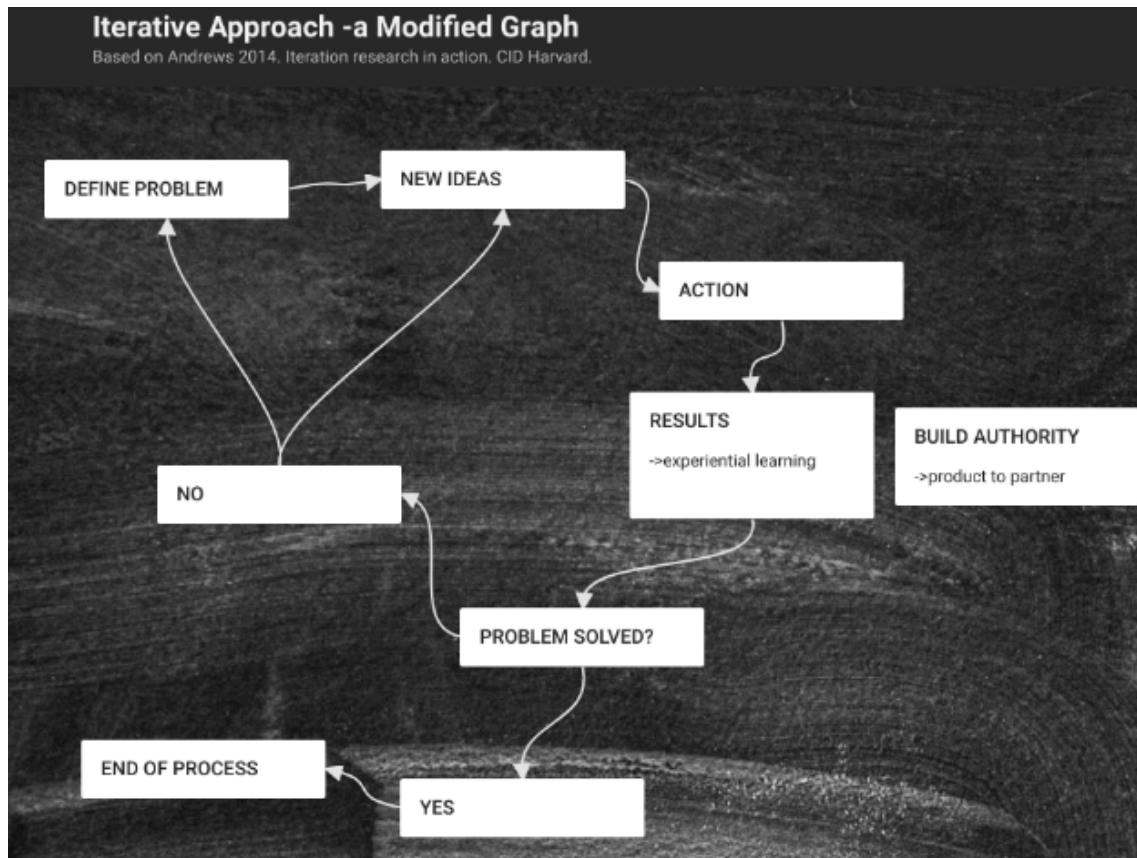 Iterative Approach -a Modified Graph
Based on Andrews 2014. Iteration research in action. CID Harvard.
DEFINE PROBLEM
NEW IDEAS
ACTION
RESULTS
->experiential learning
BUILD AUTHORITY
->product to partner
NO
PROBLEM SOLVED?
END OF PROCESS
YES